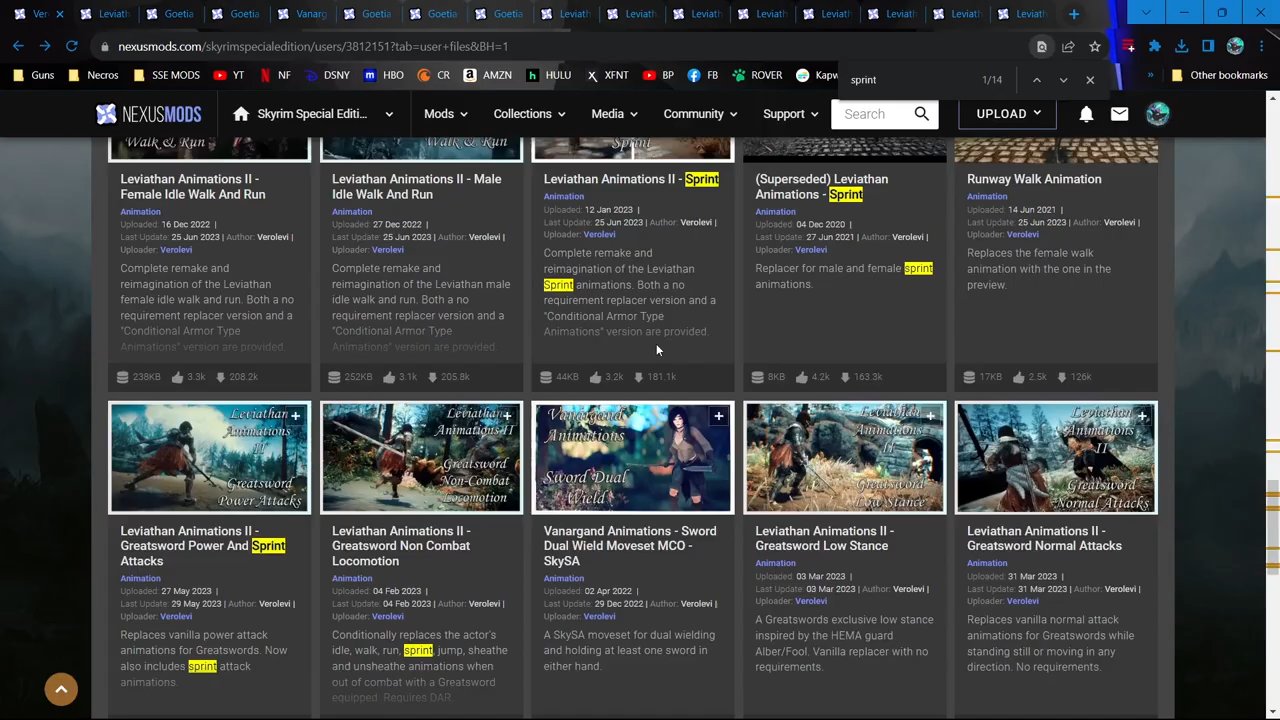 Ver
Goetia
Goetia
Goetia
Vanarg
Goetia
Goetia
Goetia
Leviath
Leviath
Leviath
Leviath
Leviath
Leviath
Leviath
Leviath
nexusmods.com/skyrimspecialedition/users/3812151?tab=user+files&BH=1
Guns
Necros
SSE MODS
YT
NF
DSNY
HBO
CR
AMZN
HULU
XFNT
BP
FB
ROVER
Kapw
Other bookmarks
sprint
1/14
NEXUSMODS
Skyrim Special Editi...
Mods
Collections
Media
Community
Support
Search
UPLOAD
Walk & Run
Walk & Run
Sprint
Leviathan Animations II -
Female Idle Walk And Run
Animation
Uploaded: 16 Dec 2022 |
Last Update: 25 Jun 2023 | Author: Verolevi |
Uploader: Verolevi
Complete remake and
reimagination of the Leviathan
female idle walk and run. Both a no
requirement replacer version and a
"Conditional Armor Type
Animations" version are provided.
238KB 3.3k 208.2k
Leviathan Animations II - Male
Idle Walk And Run
Animation
Uploaded: 27 Dec 2022 |
Last Update: 25 Jun 2023 | Author: Verolevi |
Uploader: Verolevi
Complete remake and
reimagination of the Leviathan male
idle walk and run. Both a no
requirement replacer version and a
"Conditional Armor Type
Animations" version are provided.
252KB 3.1k 205.8k
Leviathan Animations II - Sprint
Animation
Uploaded: 12 Jan 2023 |
Last Update: 25 Jun 2023 | Author: Verolevi |
Uploader: Verolevi
Complete remake and
reimagination of the Leviathan
Sprint animations. Both a no
requirement replacer version and a
"Conditional Armor Type
Animations" version are provided.
44KB 3.2k 181.1k
(Superseded) Leviathan
Animations - Sprint
Animation
Uploaded: 04 Dec 2020 |
Last Update: 27 Jun 2021 | Author: Verolevi |
Uploader: Verolevi
Replacer for male and female sprint
animations.
8KB 4.2k 163.3k
Runway Walk Animation
Animation
Uploaded: 14 Jun 2021 |
Last Update: 25 Jun 2023 | Author: Verolevi |
Uploader: Verolevi
Replaces the female walk
animation with the one in the
preview.
17KB 2.5k 126k
Leviathan
Animations
II
Greatsword
Power Attacks
Leviathan Animations II -
Greatsword Power And Sprint
Attacks
Animation
Uploaded: 27 May 2023 |
Last Update: 29 May 2023 | Author: Verolevi |
Uploader: Verolevi
Replaces vanilla power attack
animations for Greatswords. Now
also includes sprint attack
animations.
Leviathan
Animations II
Greatsword
Non-Combat
Locomotion
Leviathan Animations II -
Greatsword Non Combat
Locomotion
Animation
Uploaded: 04 Feb 2023 |
Last Update: 04 Feb 2023 | Author: Verolevi |
Uploader: Verolevi
Conditionally replaces the actor's
idle, walk, run, sprint, jump, sheathe
and unsheathe animations when
out of combat with a Greatsword
equipped. Requires DAR.
Vanargand
Animations
Sword Dual
Wield
Vanargand Animations - Sword
Dual Wield Moveset MCO -
SkySA
Animation
Uploaded: 02 Apr 2022 |
Last Update: 29 Dec 2022 | Author: Verolevi |
Uploader: Verolevi
A SkySA moveset for dual wielding
and holding at least one sword in
either hand.
Leviathan
Animations
II
Greatsword
Low Stance
Leviathan Animations II -
Greatsword Low Stance
Animation
Uploaded: 03 Mar 2023 |
Last Update: 03 Mar 2023 | Author: Verolevi |
Uploader: Verolevi
A Greatswords exclusive low stance
inspired by the HEMA guard
Alber/Fool. Vanilla replacer with no
requirements.
Leviathan
Animations
II
Greatsword
Normal Attacks
Leviathan Animations II -
Greatsword Normal Attacks
Animation
Uploaded: 31 Mar 2023 |
Last Update: 31 Mar 2023 | Author: Verolevi |
Uploader: Verolevi
Replaces vanilla normal attack
animations for Greatswords while
standing still or moving in any
direction. No requirements.